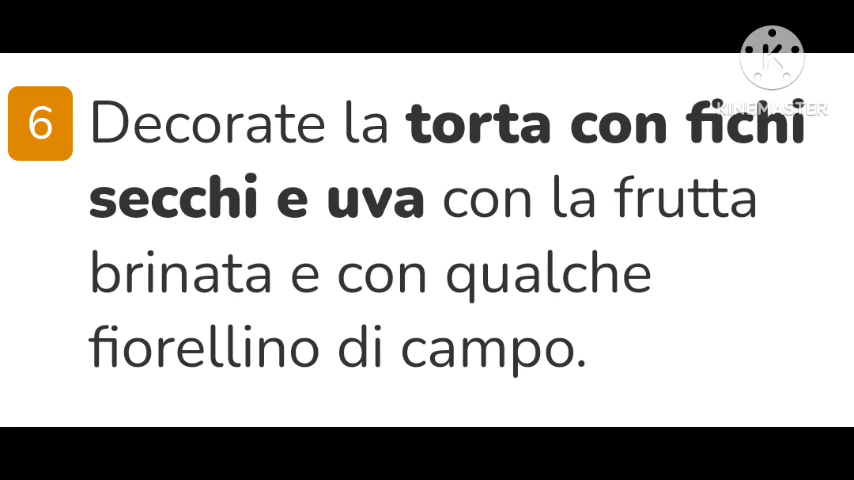 KINEMASTER
6 Decorate la torta con fichi
secchi e uva con la frutta
brinata e con qualche
fiorellino di campo.